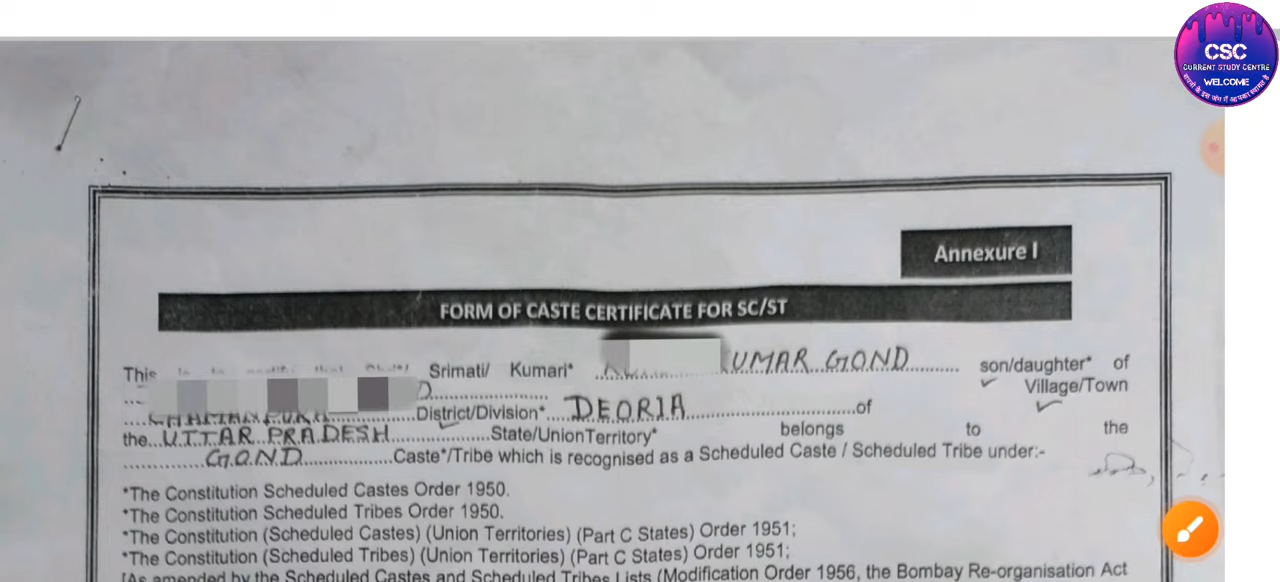 CSC
CURRENT STUDY CENTRE
WELCOME
Annexure I
FORM OF CASTE CERTIFICATE FOR SC/ST
This Srimati/ Kumari* UMAR GOND son/daughter* of
Village/Town
District/Division* DEORIA of
the UTTAR PRADESH State/UnionTerritory* belongs to the
GOND Caste*/Tribe which is recognised as a Scheduled Caste / Scheduled Tribe under:-
*The Constitution Scheduled Castes Order 1950.
*The Constitution Scheduled Tribes Order 1950.
*The Constitution (Scheduled Castes) (Union Territories) (Part C States) Order 1951;
*The Constitution (Scheduled Tribes) (Union Territories) (Part C States) Order 1951;
[As amended by the Scheduled Castes and Scheduled Tribes Lists (Modification Order 1956, the Bombay Re-organisation Act